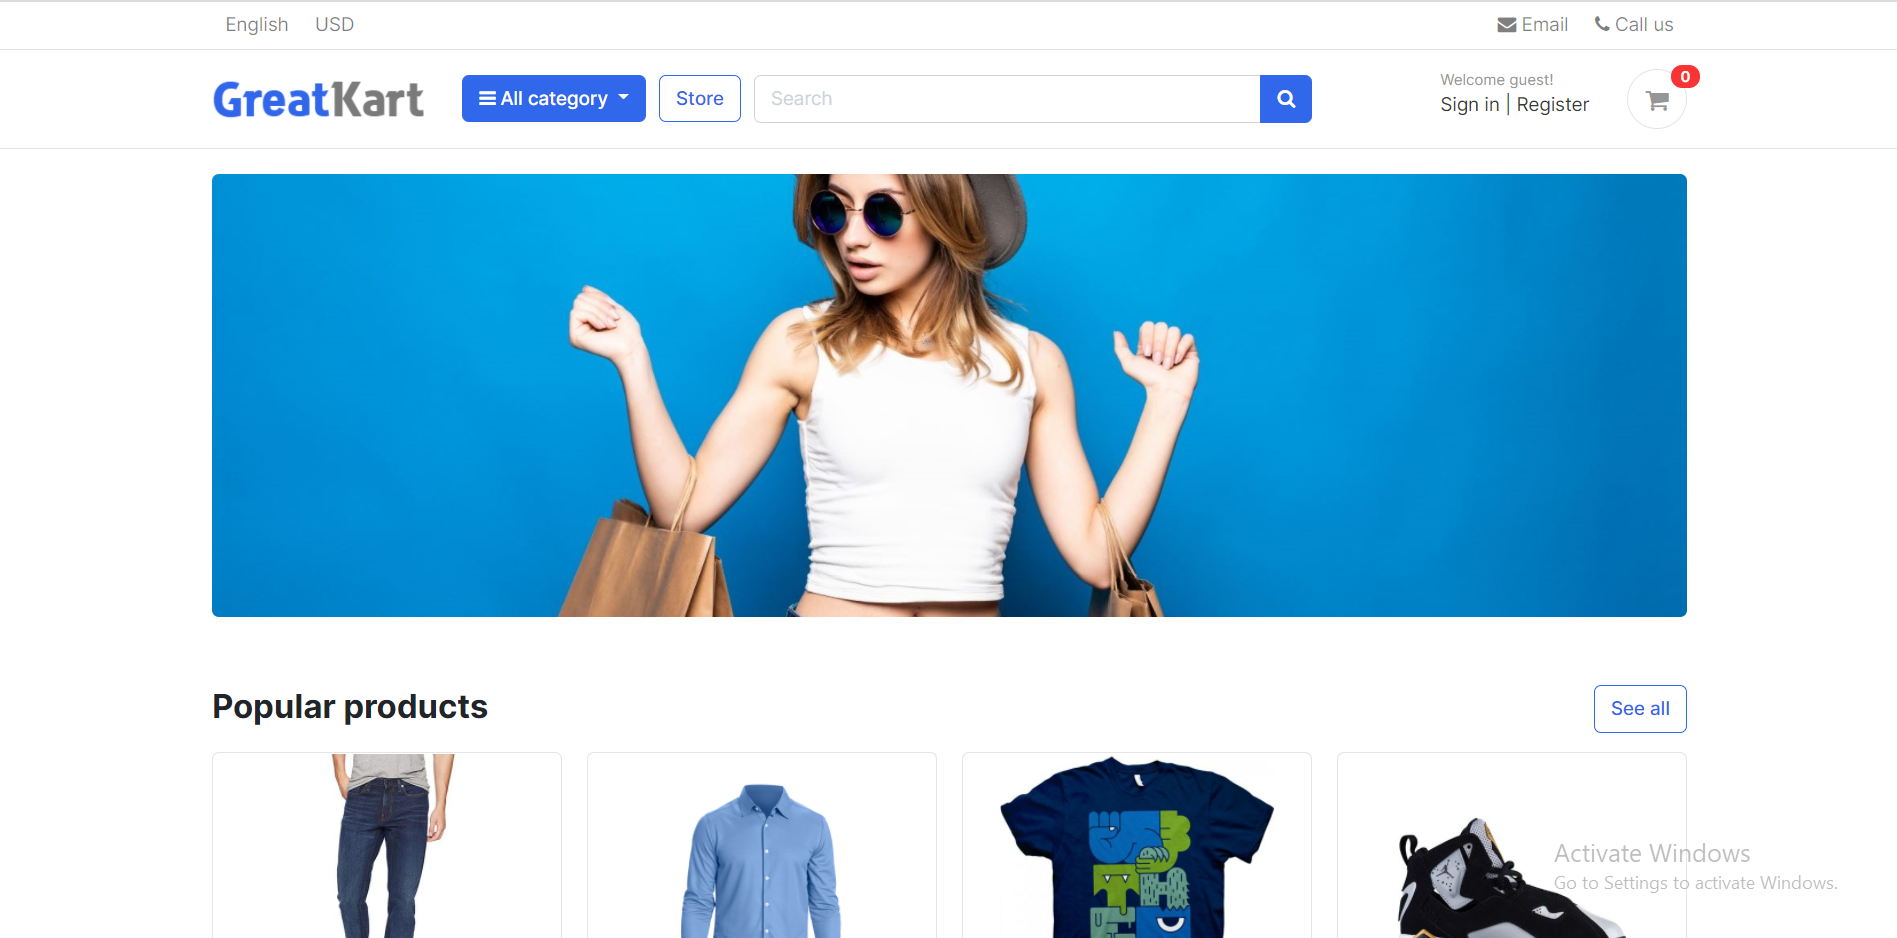 English USD Email Call us
GreatKart All category Store Search Welcome guest! 0
Sign in | Register
Popular products See all
Activate Windows
Go to Settings to activate Windows.